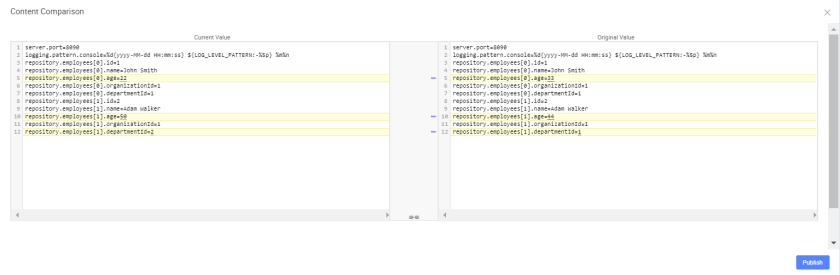 Content Comparison
Current Value
1 server.port=8090
2 logging.pattern.console=%d{yyyy-MM-dd HH:mm:ss} ${LOG_LEVEL_PATTERN:-%5p} %m%n
3 repository.employees[0].id=1
4 repository.employees[0].name=John Smith
5 repository.employees[0].age=22
6 repository.employees[0].organizationId=1
7 repository.employees[0].departmentId=1
8 repository.employees[1].id=2
9 repository.employees[1].name=Adam Walker
10 repository.employees[1].age=50
11 repository.employees[1].organizationId=1
12 repository.employees[1].departmentId=2
Original Value
1 server.port=8090
2 logging.pattern.console=%d{yyyy-MM-dd HH:mm:ss} ${LOG_LEVEL_PATTERN:-%5p} %m%n
3 repository.employees[0].id=1
4 repository.employees[0].name=John Smith
5 repository.employees[0].age=33
6 repository.employees[0].organizationId=1
7 repository.employees[0].departmentId=1
8 repository.employees[1].id=2
9 repository.employees[1].name=Adam Walker
10 repository.employees[1].age=44
11 repository.employees[1].organizationId=1
12 repository.employees[1].departmentId=1
Publish